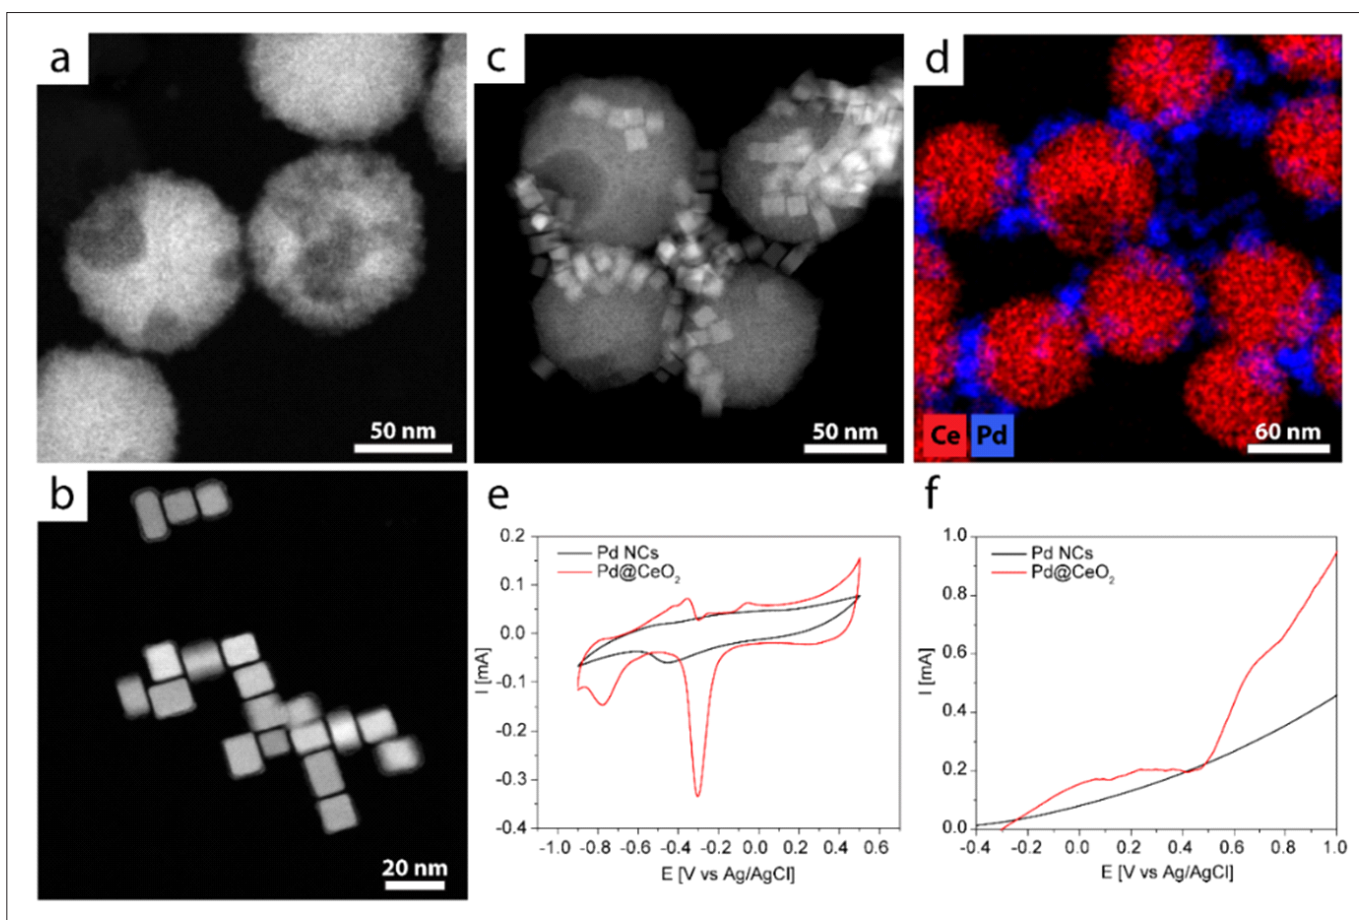 a
50 nm
c
50 nm
d
Ce Pd
60 nm
b
20 nm
e
0.2
0.1
0.0
-0.1
-0.2
-0.3
-0.4
I [mA]
Pd NCs
Pd@CeO₂
-1.0 -0.8 -0.6 -0.4 -0.2 0.0 0.2 0.4 0.6
E [V vs Ag/AgCl]
f
1.0
0.8
0.6
0.4
0.2
0.0
I [mA]
Pd NCs
Pd@CeO₂
-0.4 -0.2 0.0 0.2 0.4 0.6 0.8 1.0
E [V vs Ag/AgCl]